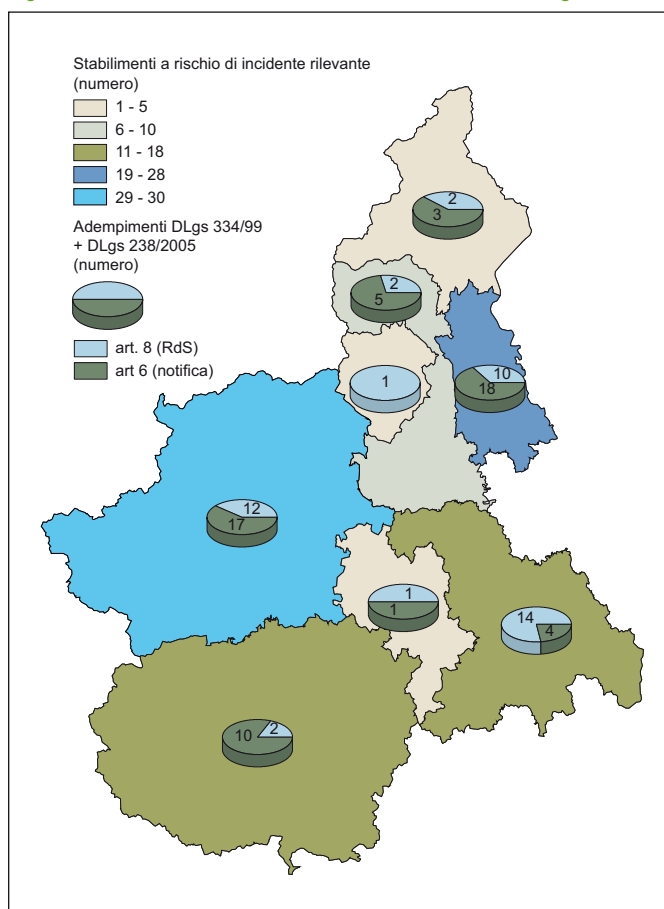 Stabilimenti a rischio di incidente rilevante
(numero)
1 - 5
6 - 10
11 - 18
19 - 28
29 - 30
Adempimenti DLgs 334/99
+ DLgs 238/2005
(numero)
art. 8 (RdS)
art 6 (notifica)
2
3
2
5
1
10
18
12
17
1
1
14
4
10
2